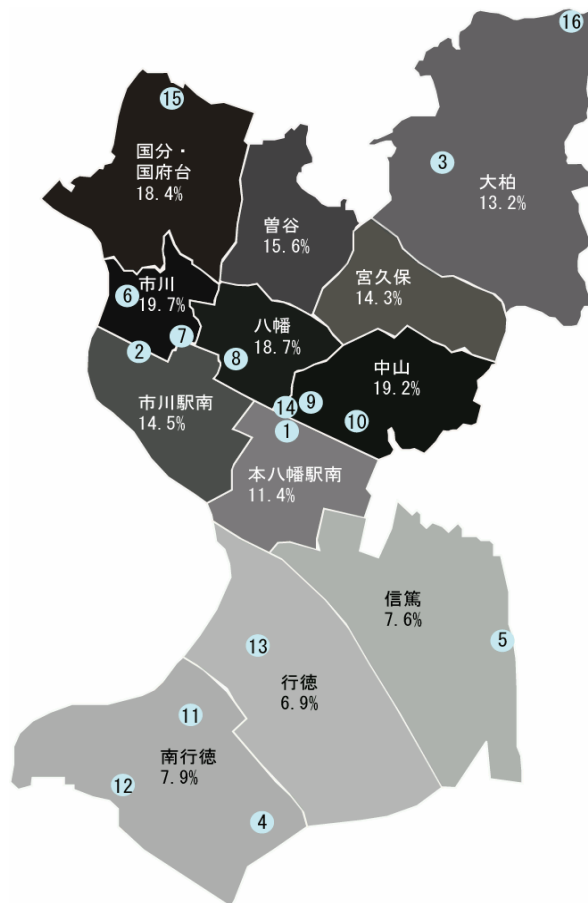 16
15
国分・
国府台
18.4%
3
大柏
13.2%
曽谷
15.6%
宮久保
14.3%
6
市川
19.7%
7
2
八幡
18.7%
8
中山
19.2%
市川駅南
14.5%
14
9
10
1
本八幡駅南
11.4%
信篤
7.6%
5
13
行徳
6.9%
11
南行徳
7.9%
12
4